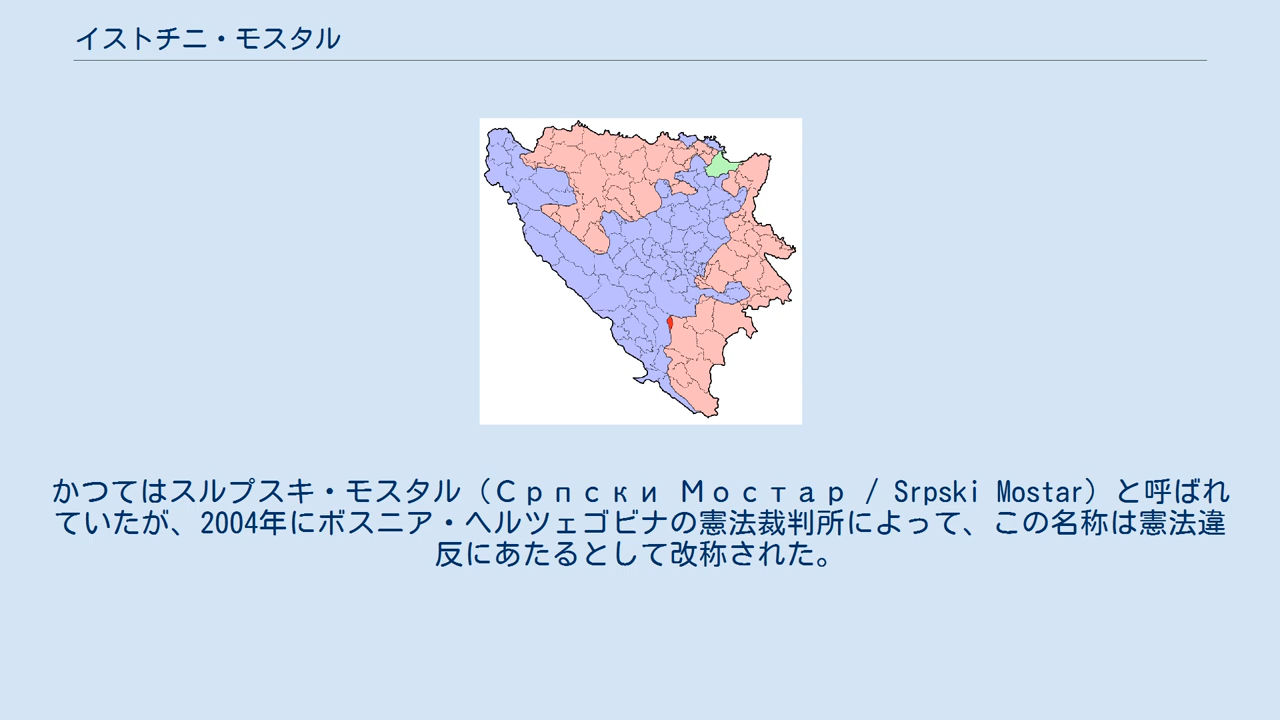 イストチニ・モスタル
かつてはスルプスキ・モスタル（Српски Мостар / Srpski Mostar）と呼ばれ
ていたが、2004年にボスニア・ヘルツェゴビナの憲法裁判所によって、この名称は憲法違
反にあたるとして改称された。